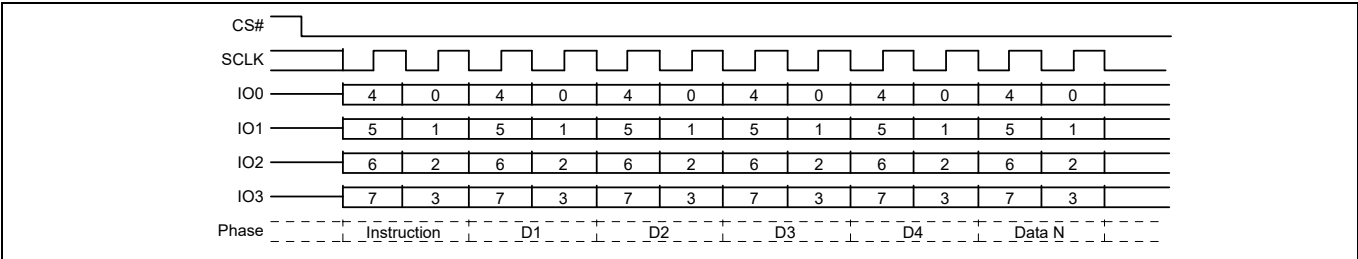 CS#
SCLK
IO0 4 0 4 0 4 0 4 0 4 0 4 0
IO1 5 1 5 1 5 1 5 1 5 1 5 1
IO2 6 2 6 2 6 2 6 2 6 2 6 2
IO3 7 3 7 3 7 3 7 3 7 3 7 3
Phase Instruction D1 D2 D3 D4 Data N